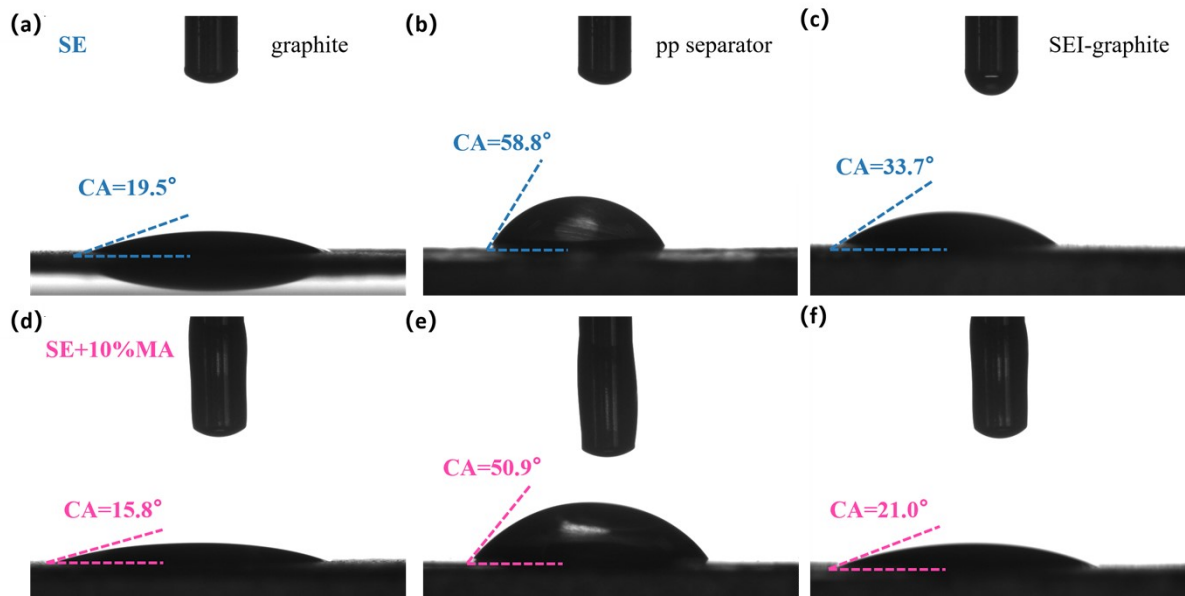 (a)
SE
graphite
CA=19.5°
(b)
pp separator
CA=58.8°
(c)
SEI-graphite
CA=33.7°
(d)
SE+10%MA
CA=15.8°
(e)
CA=50.9°
(f)
CA=21.0°